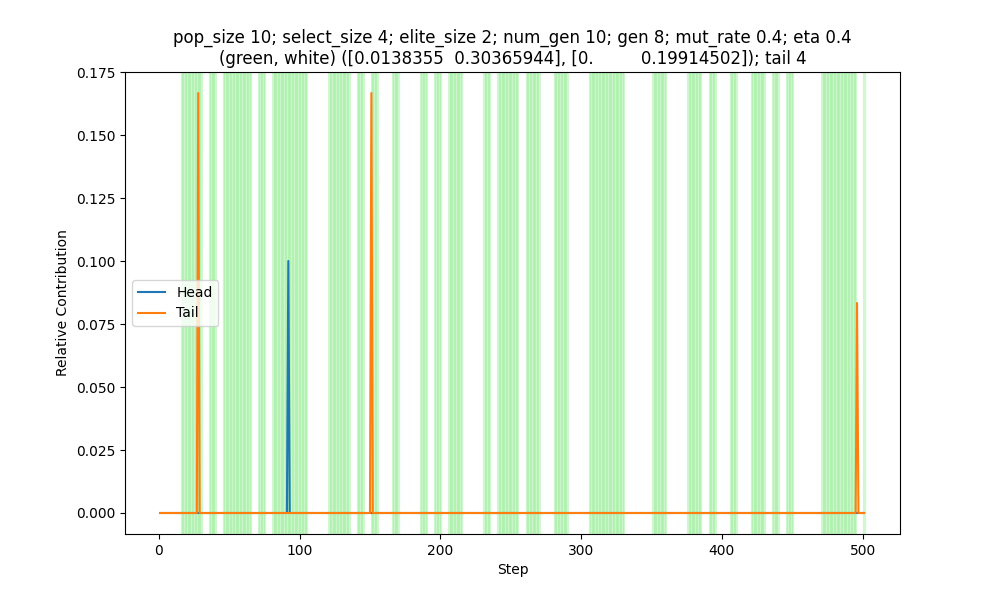 pop_size 10; select_size 4; elite_size 2; num_gen 10; gen 8; mut_rate 0.4; eta 0.4
(green, white) ([0.0138355  0.30365944], [0.         0.19914502]); tail 4
0.175
0.150
0.125
0.100
0.075
0.050
0.025
0.000
Relative Contribution
Head
Tail
0 100 200 300 400 500
Step